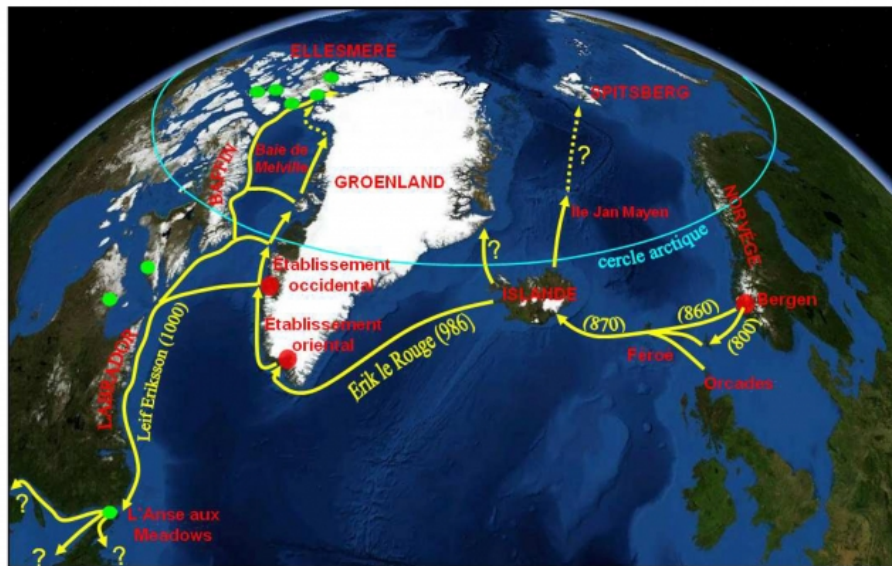 ELLESMERE
SPITSBERG
Baie de
Melville
?
BAFFIN
GROENLAND
Île Jan Mayen
NORVÈGE
cercle arctique
?
Etablissement
occidental
ISLANDE
Bergen
(860)
(870)
(800)
Etablissement
oriental
Erik le Rouge (986)
Féroe
Orcades
LABRADOR
Leif Eriksson (1000)
?
L'Anse aux
Meadows
?
?